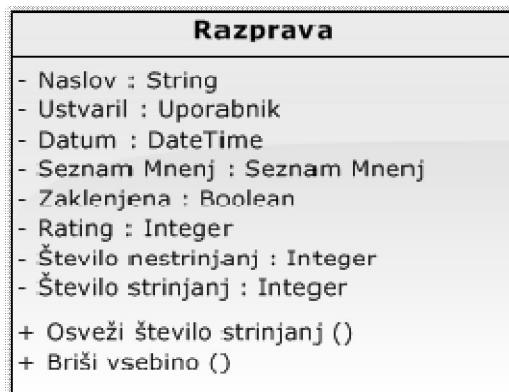 Razprava
- Naslov : String
- Ustvaril : Uporabnik
- Datum : DateTime
- Seznam Mnenj : Seznam Mnenj
- Zaklenjena : Boolean
- Rating : Integer
- Število nestrinjanj : Integer
- Število strinjanj : Integer
+ Osveži število strinjanj ()
+ Briši vsebino ()